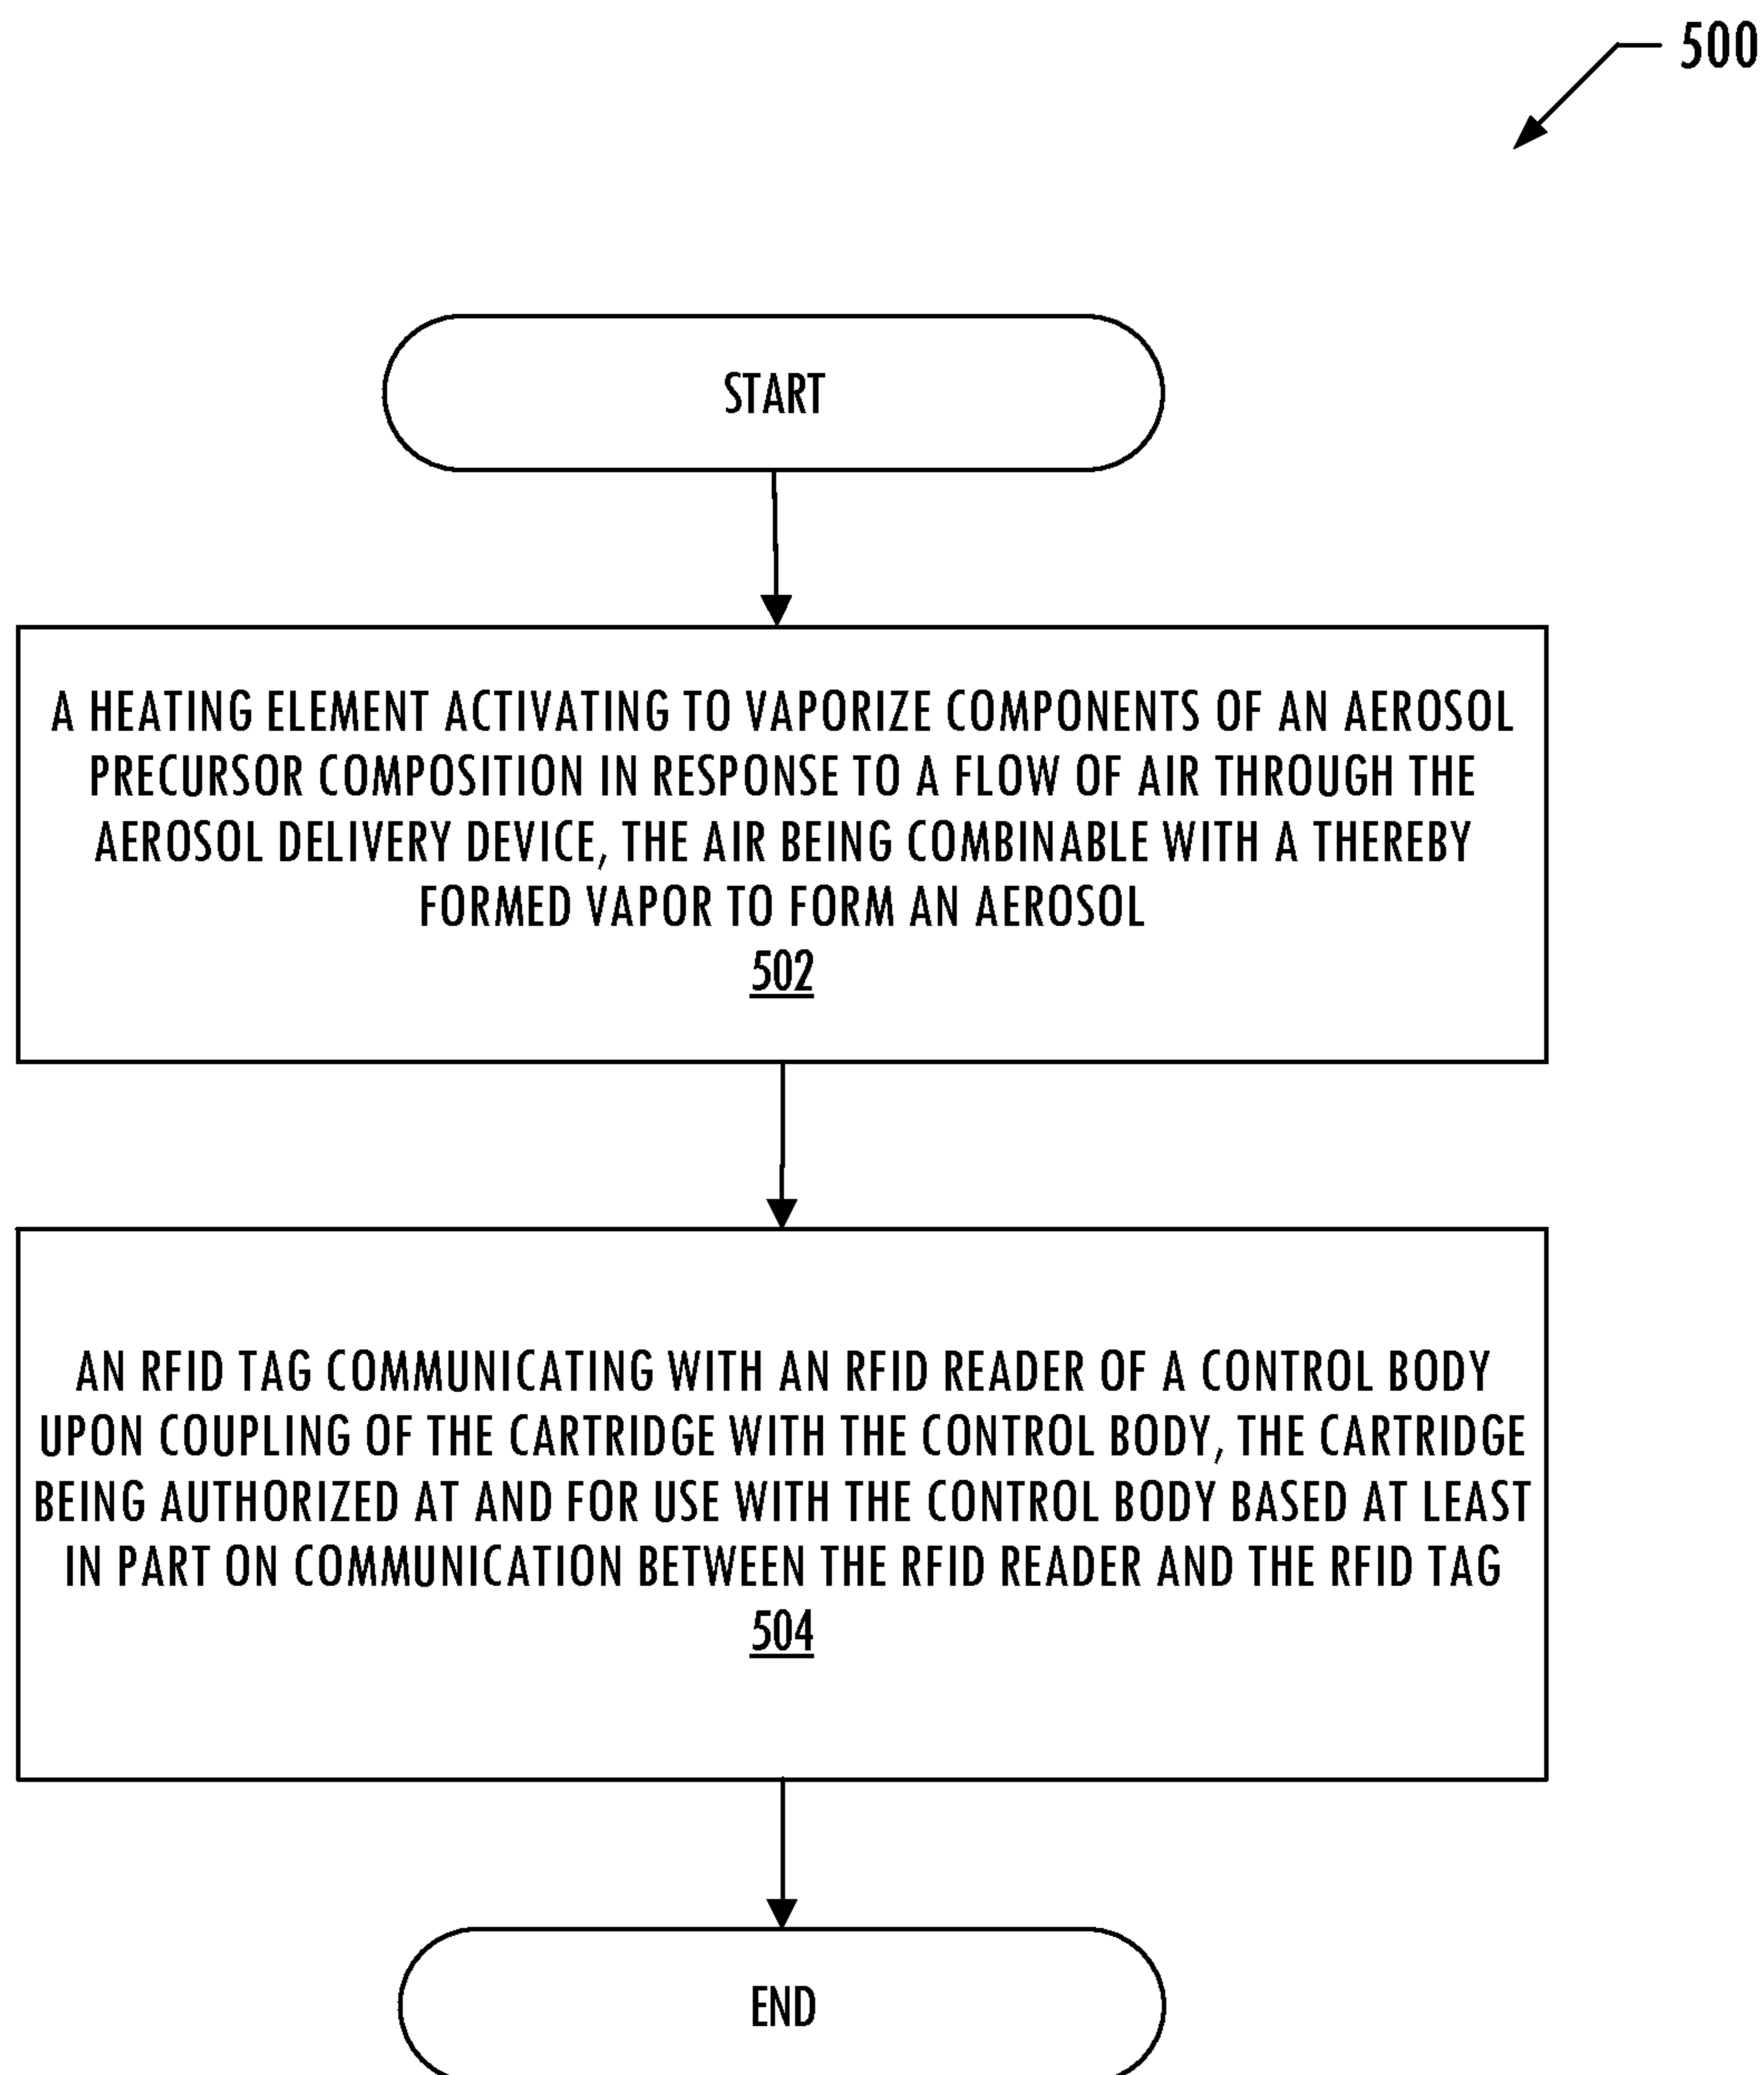 500
START
A HEATING ELEMENT ACTIVATING TO VAPORIZE COMPONENTS OF AN AEROSOL
PRECURSOR COMPOSITION IN RESPONSE TO A FLOW OF AIR THROUGH THE
AEROSOL DELIVERY DEVICE, THE AIR BEING COMBINABLE WITH A THEREBY
FORMED VAPOR TO FORM AN AEROSOL
502
AN RFID TAG COMMUNICATING WITH AN RFID READER OF A CONTROL BODY
UPON COUPLING OF THE CARTRIDGE WITH THE CONTROL BODY, THE CARTRIDGE
BEING AUTHORIZED AT AND FOR USE WITH THE CONTROL BODY BASED AT LEAST
IN PART ON COMMUNICATION BETWEEN THE RFID READER AND THE RFID TAG
504
END